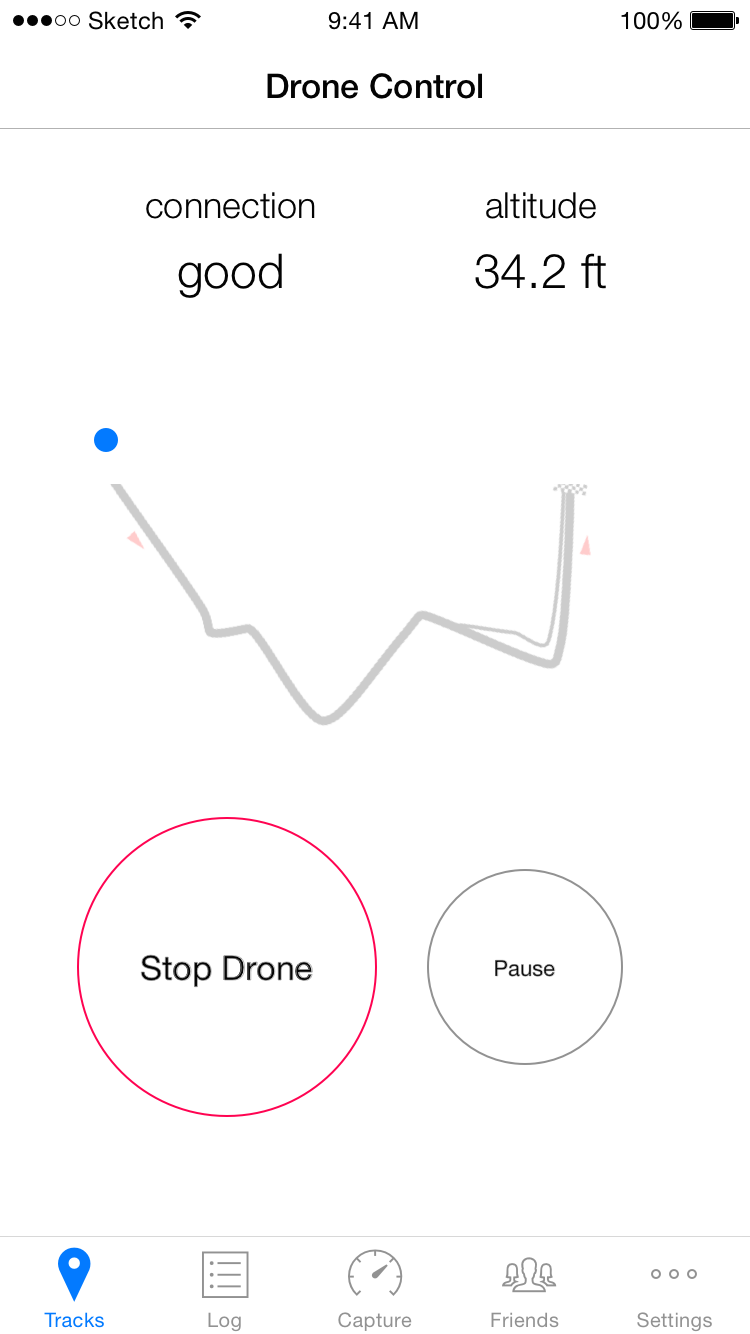 Sketch 9:41 AM 100%
Drone Control
connection altitude
good 34.2 ft
Stop Drone Pause
Tracks Log Capture Friends Settings